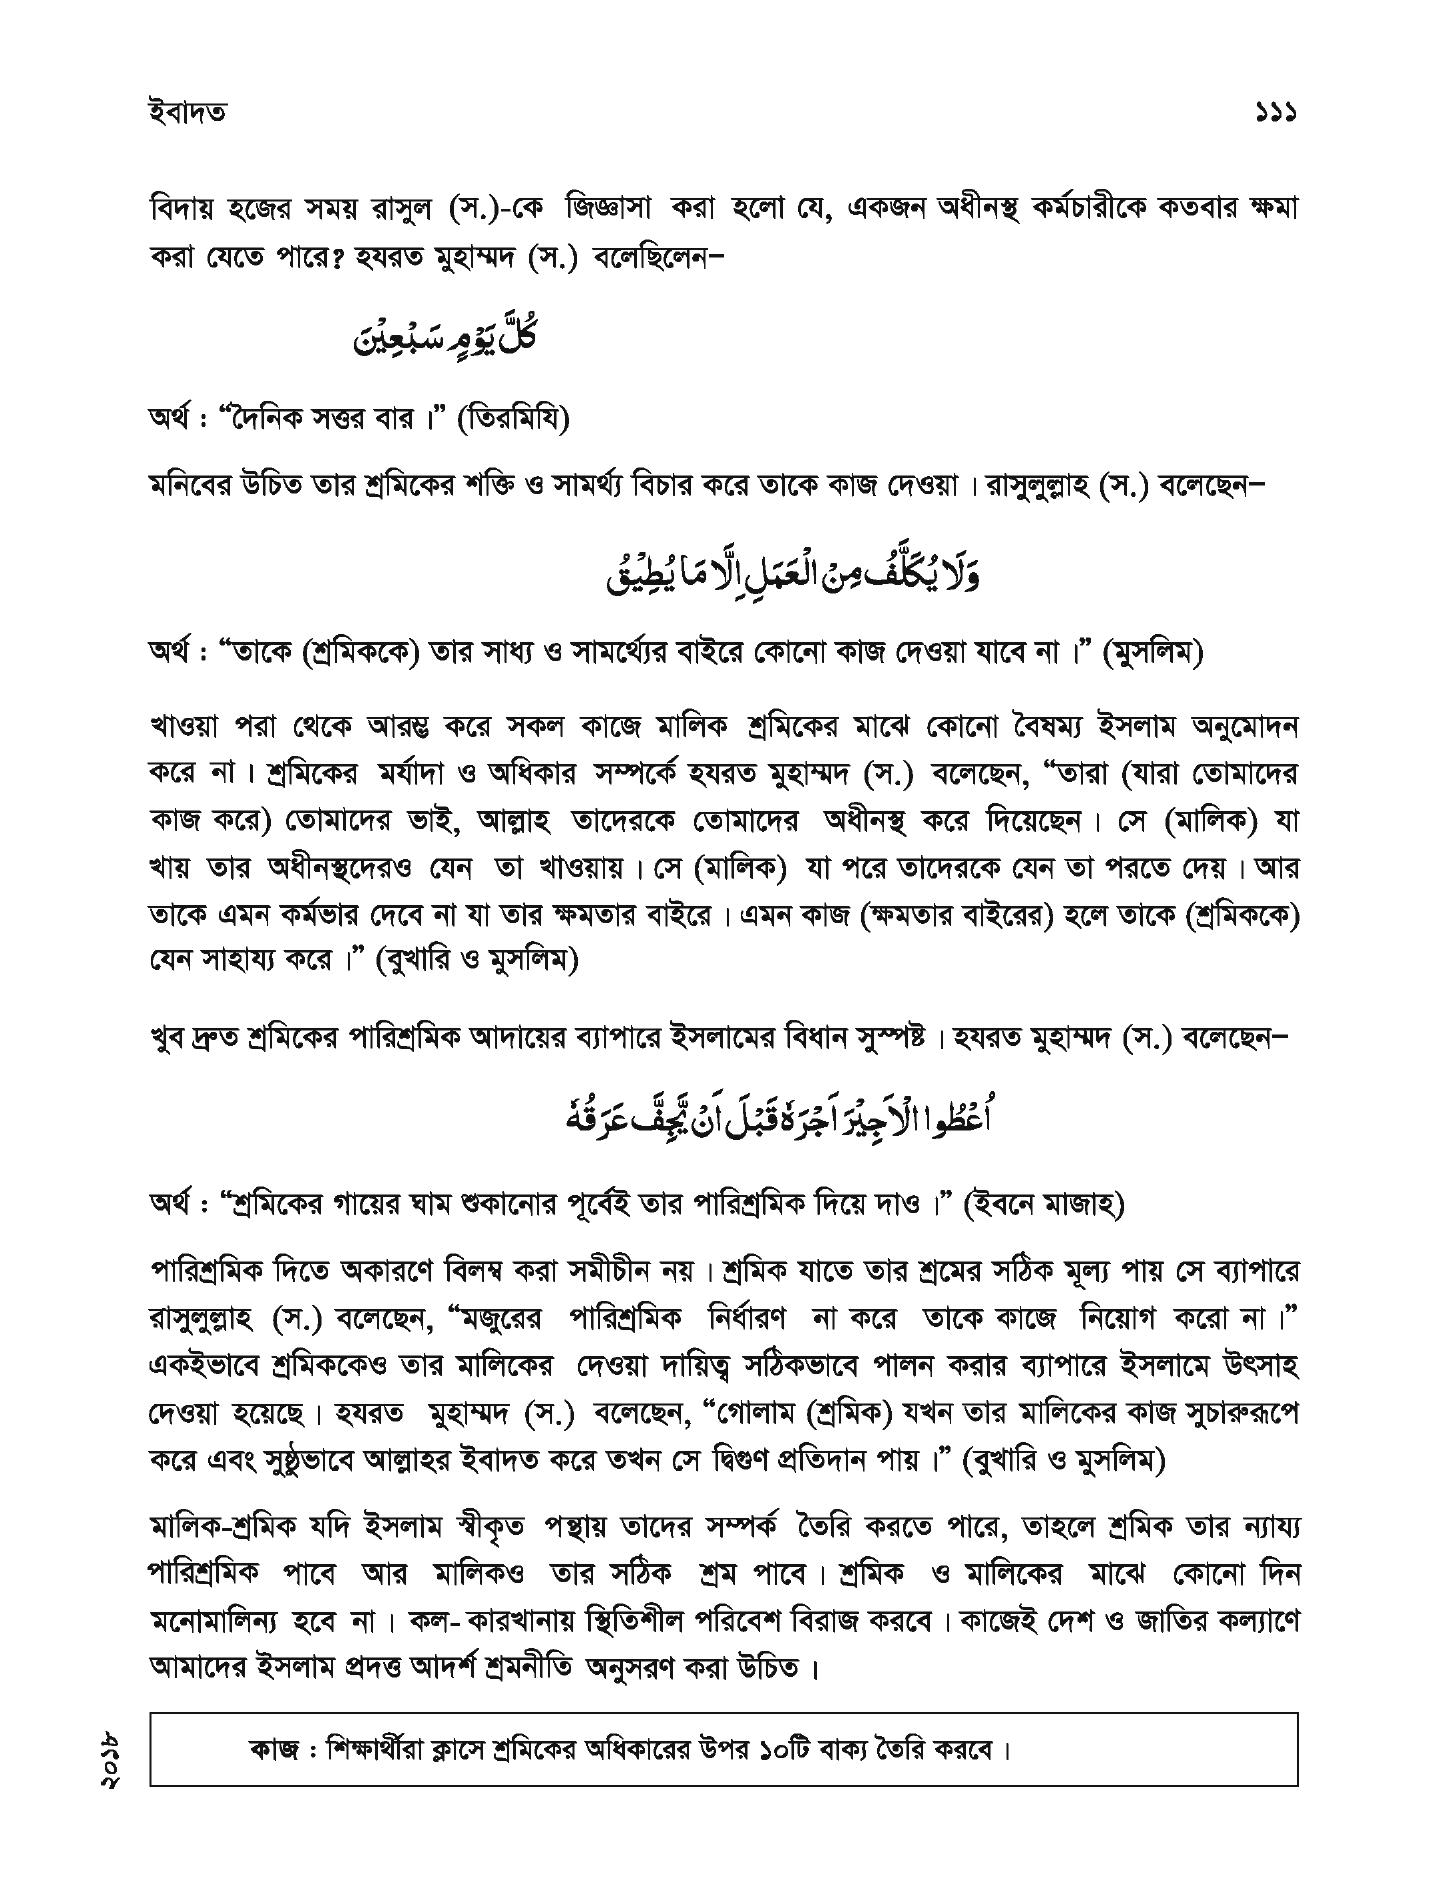 ইবাদত ১১১
বিদায় হজের সময় রাসুল (স.)-কে জিজ্ঞাসা করা হলো যে, একজন অধীনস্থ কর্মচারীকে কতবার ক্ষমা
করা যেতে পারে? হযরত মুহাম্মদ (স.) বলেছিলেন–
كُلَّ يَوْمٍ سَبْعِيْنَ
অর্থ : “দৈনিক সত্তর বার।” (তিরমিযি)
মনিবের উচিত তার শ্রমিকের শক্তি ও সামর্থ্য বিচার করে তাকে কাজ দেওয়া। রাসুলুল্লাহ (স.) বলেছেন–
وَلَا يُكَلَّفُ مِنْ الْعَمَلِ اِلَّا مَا يُطِيْقُ
অর্থ : “তাকে (শ্রমিককে) তার সাধ্য ও সামর্থ্যের বাইরে কোনো কাজ দেওয়া যাবে না।” (মুসলিম)
খাওয়া পরা থেকে আরম্ভ করে সকল কাজে মালিক শ্রমিকের মাঝে কোনো বৈষম্য ইসলাম অনুমোদন
করে না। শ্রমিকের মর্যাদা ও অধিকার সম্পর্কে হযরত মুহাম্মদ (স.) বলেছেন, “তারা (যারা তোমাদের
কাজ করে) তোমাদের ভাই, আল্লাহ তাদেরকে তোমাদের অধীনস্থ করে দিয়েছেন। সে (মালিক) যা
খায় তার অধীনস্থদেরও যেন তা খাওয়ায়। সে (মালিক) যা পরে তাদেরকে যেন তা পরতে দেয়। আর
তাকে এমন কর্মভার দেবে না যা তার ক্ষমতার বাইরে। এমন কাজ (ক্ষমতার বাইরের) হলে তাকে (শ্রমিককে)
যেন সাহায্য করে।” (বুখারি ও মুসলিম)
খুব দ্রুত শ্রমিকের পারিশ্রমিক আদায়ের ব্যাপারে ইসলামের বিধান সুস্পষ্ট। হযরত মুহাম্মদ (স.) বলেছেন–
اُعْطُوا الْاَجِيْرَ اَجْرَهٗ قَبْلَ اَنْ يَّجِفَّ عَرَقُهٗ
অর্থ : “শ্রমিকের গায়ের ঘাম শুকানোর পূর্বেই তার পারিশ্রমিক দিয়ে দাও।” (ইবনে মাজাহ)
পারিশ্রমিক দিতে অকারণে বিলম্ব করা সমীচীন নয়। শ্রমিক যাতে তার শ্রমের সঠিক মূল্য পায় সে ব্যাপারে
রাসুলুল্লাহ (স.) বলেছেন, “মজুরের পারিশ্রমিক নির্ধারণ না করে তাকে কাজে নিয়োগ করো না।”
একইভাবে শ্রমিককেও তার মালিকের দেওয়া দায়িত্ব সঠিকভাবে পালন করার ব্যাপারে ইসলামে উৎসাহ
দেওয়া হয়েছে। হযরত মুহাম্মদ (স.) বলেছেন, “গোলাম (শ্রমিক) যখন তার মালিকের কাজ সুচারুরূপে
করে এবং সুষ্ঠুভাবে আল্লাহর ইবাদত করে তখন সে দ্বিগুণ প্রতিদান পায়।” (বুখারি ও মুসলিম)
মালিক-শ্রমিক যদি ইসলাম স্বীকৃত পন্থায় তাদের সম্পর্ক তৈরি করতে পারে, তাহলে শ্রমিক তার ন্যায্য
পারিশ্রমিক পাবে আর মালিকও তার সঠিক শ্রম পাবে। শ্রমিক ও মালিকের মাঝে কোনো দিন
মনোমালিন্য হবে না। কল-কারখানায় স্থিতিশীল পরিবেশ বিরাজ করবে। কাজেই দেশ ও জাতির কল্যাণে
আমাদের ইসলাম প্রদত্ত আদর্শ শ্রমনীতি অনুসরণ করা উচিত।
কাজ : শিক্ষার্থীরা ক্লাসে শ্রমিকের অধিকারের উপর ১০টি বাক্য তৈরি করবে।
২০১৮